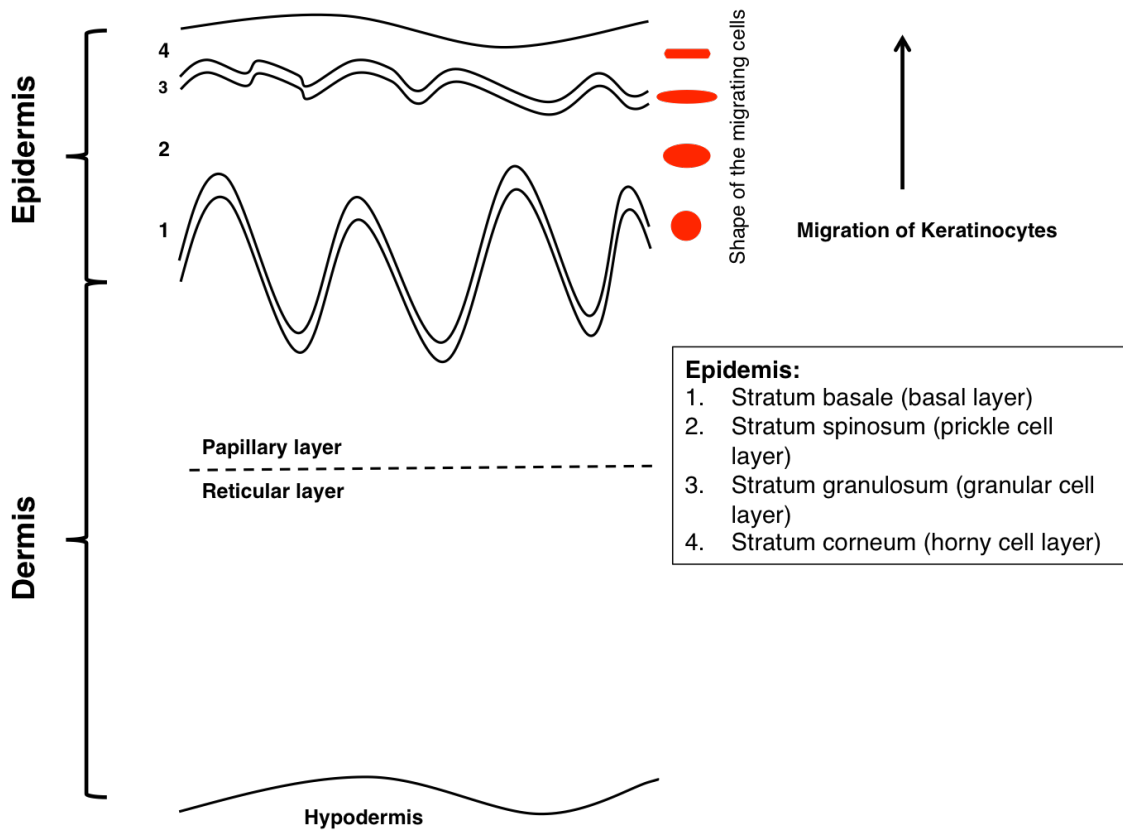 Epidermis
4
3
2
1
Shape of the migrating cells
Migration of Keratinocytes
Epidemis:
1. Stratum basale (basal layer)
2. Stratum spinosum (prickle cell
layer)
3. Stratum granulosum (granular cell
layer)
4. Stratum corneum (horny cell layer)
Dermis
Papillary layer
Reticular layer
Hypodermis